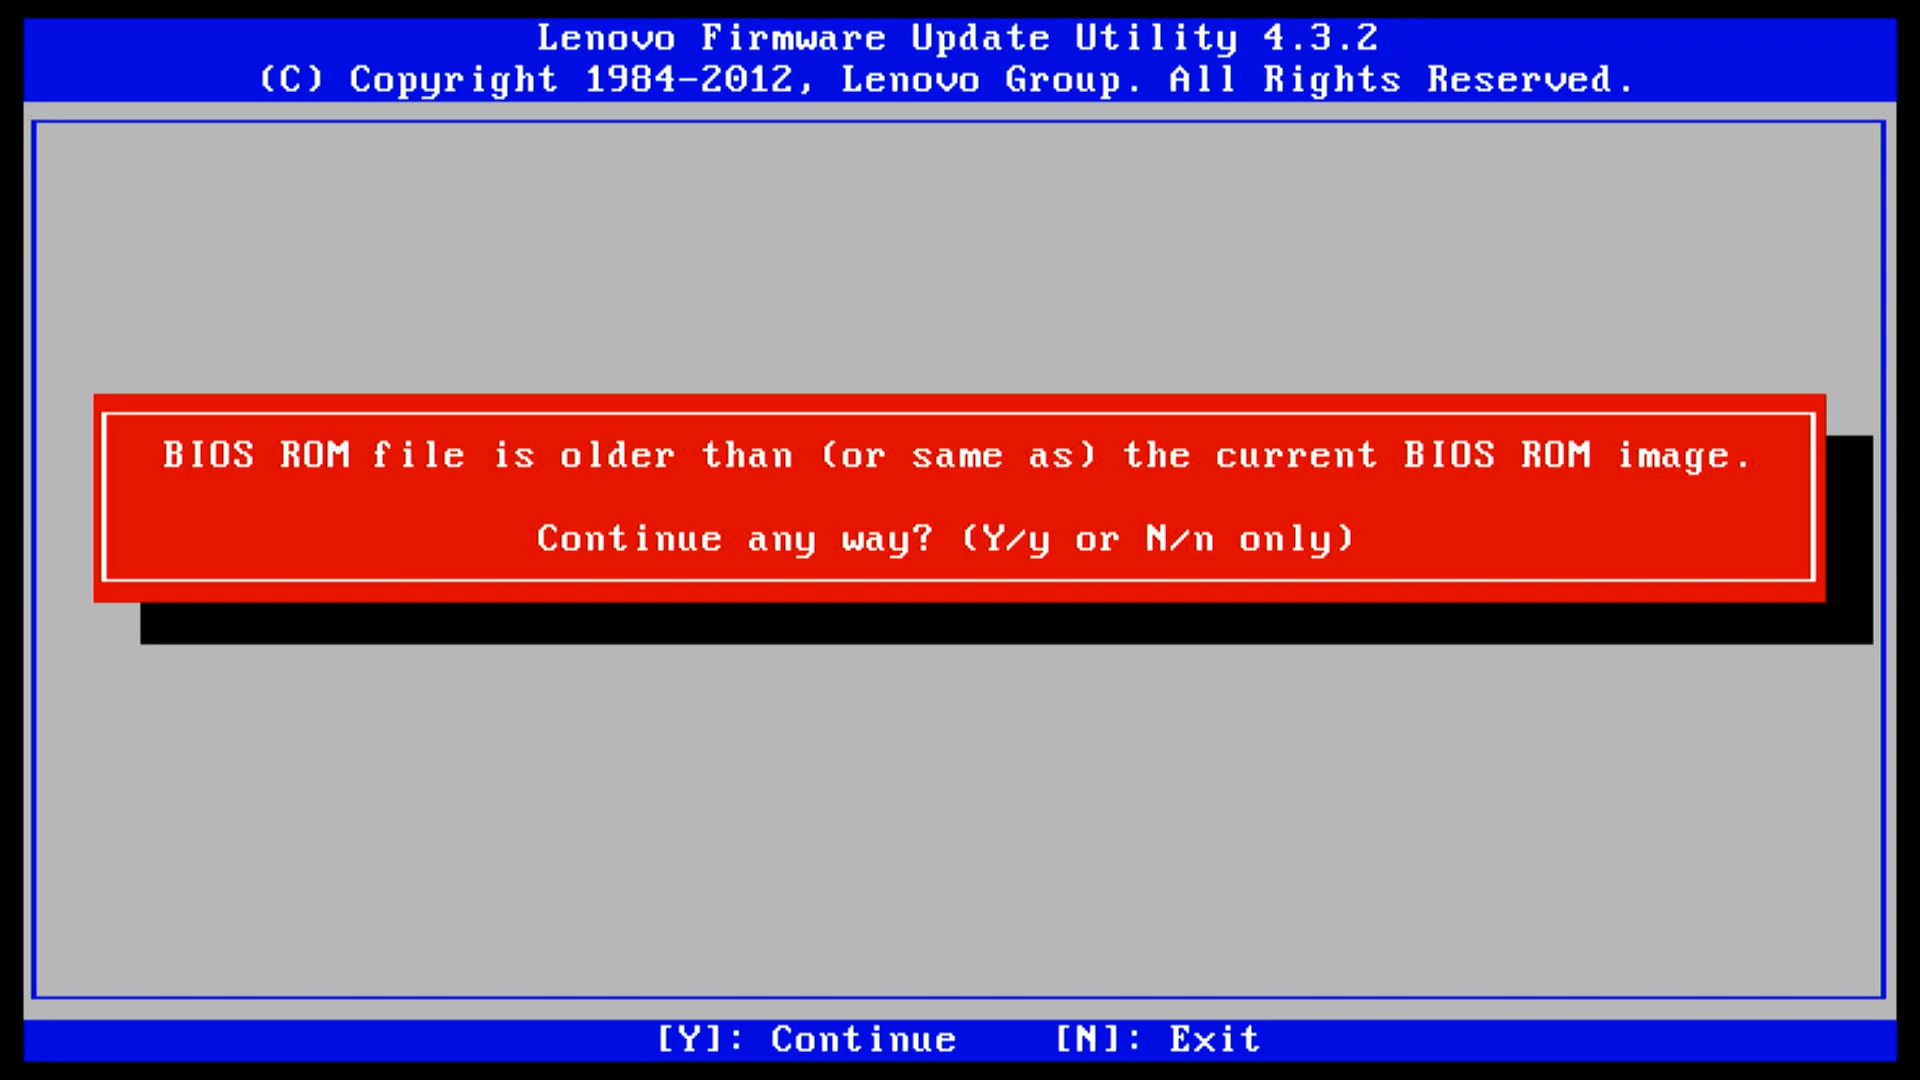 Lenovo Firmware Update Utility 4.3.2
(C) Copyright 1984-2012, Lenovo Group. All Rights Reserved.
BIOS ROM file is older than (or same as) the current BIOS ROM image.
Continue any way? (Y/y or N/n only)
[Y]: Continue [N]: Exit